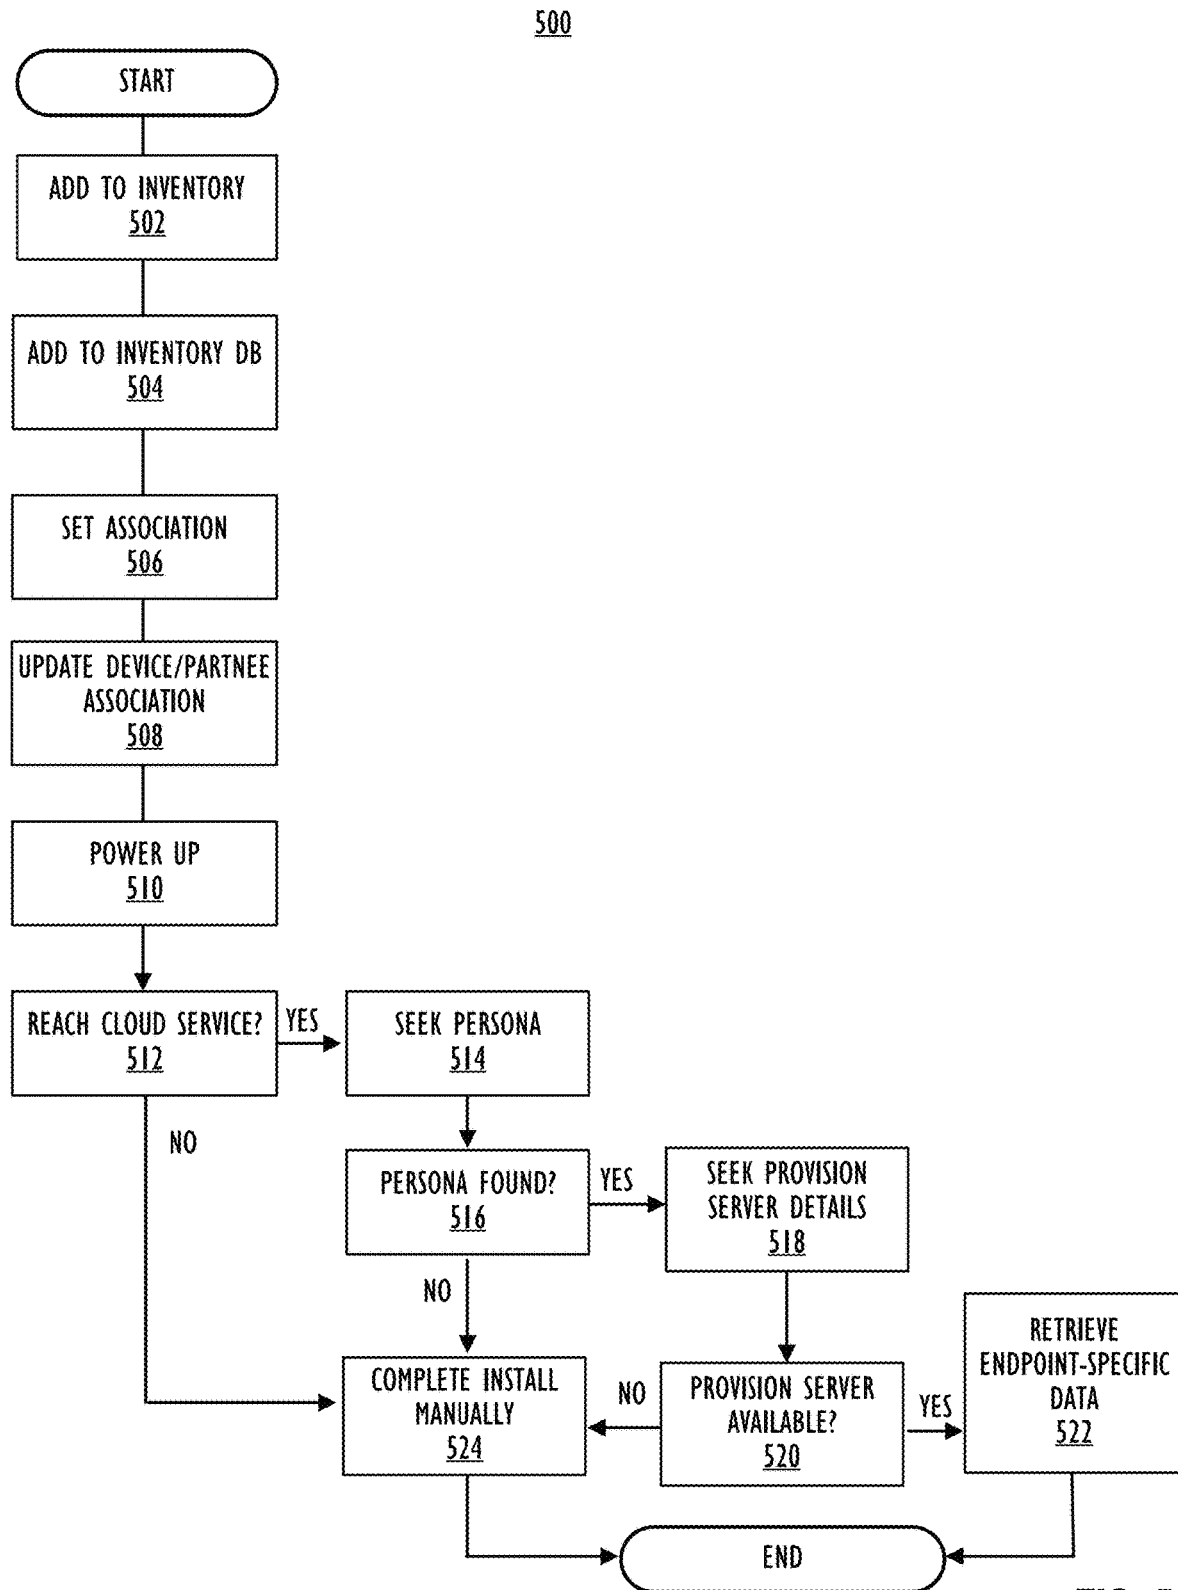 500
START
ADD TO INVENTORY
502
ADD TO INVENTORY DB
504
SET ASSOCIATION
506
UPDATE DEVICE/PARTNEE
ASSOCIATION
508
POWER UP
510
REACH CLOUD SERVICE?
512
YES
SEEK PERSONA
514
NO
PERSONA FOUND?
516
YES
SEEK PROVISION
SERVER DETAILS
518
NO
COMPLETE INSTALL
MANUALLY
524
NO
PROVISION SERVER
AVAILABLE?
520
YES
RETRIEVE
ENDPOINT-SPECIFIC
DATA
522
END